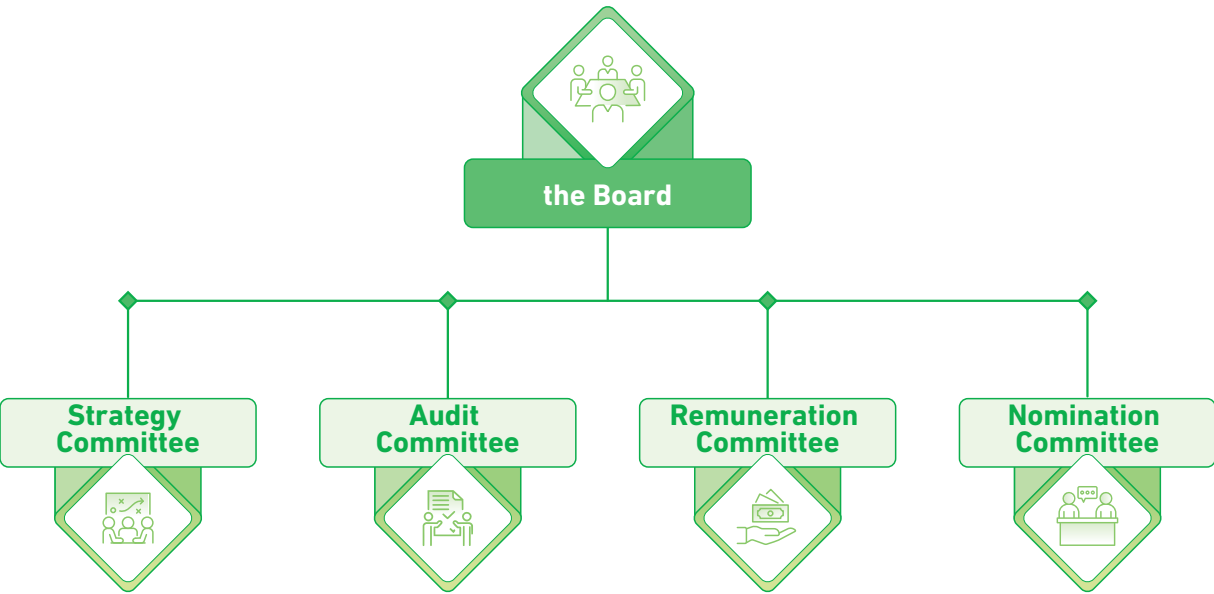 the Board
Strategy
Committee
Audit
Committee
Remuneration
Committee
Nomination
Committee